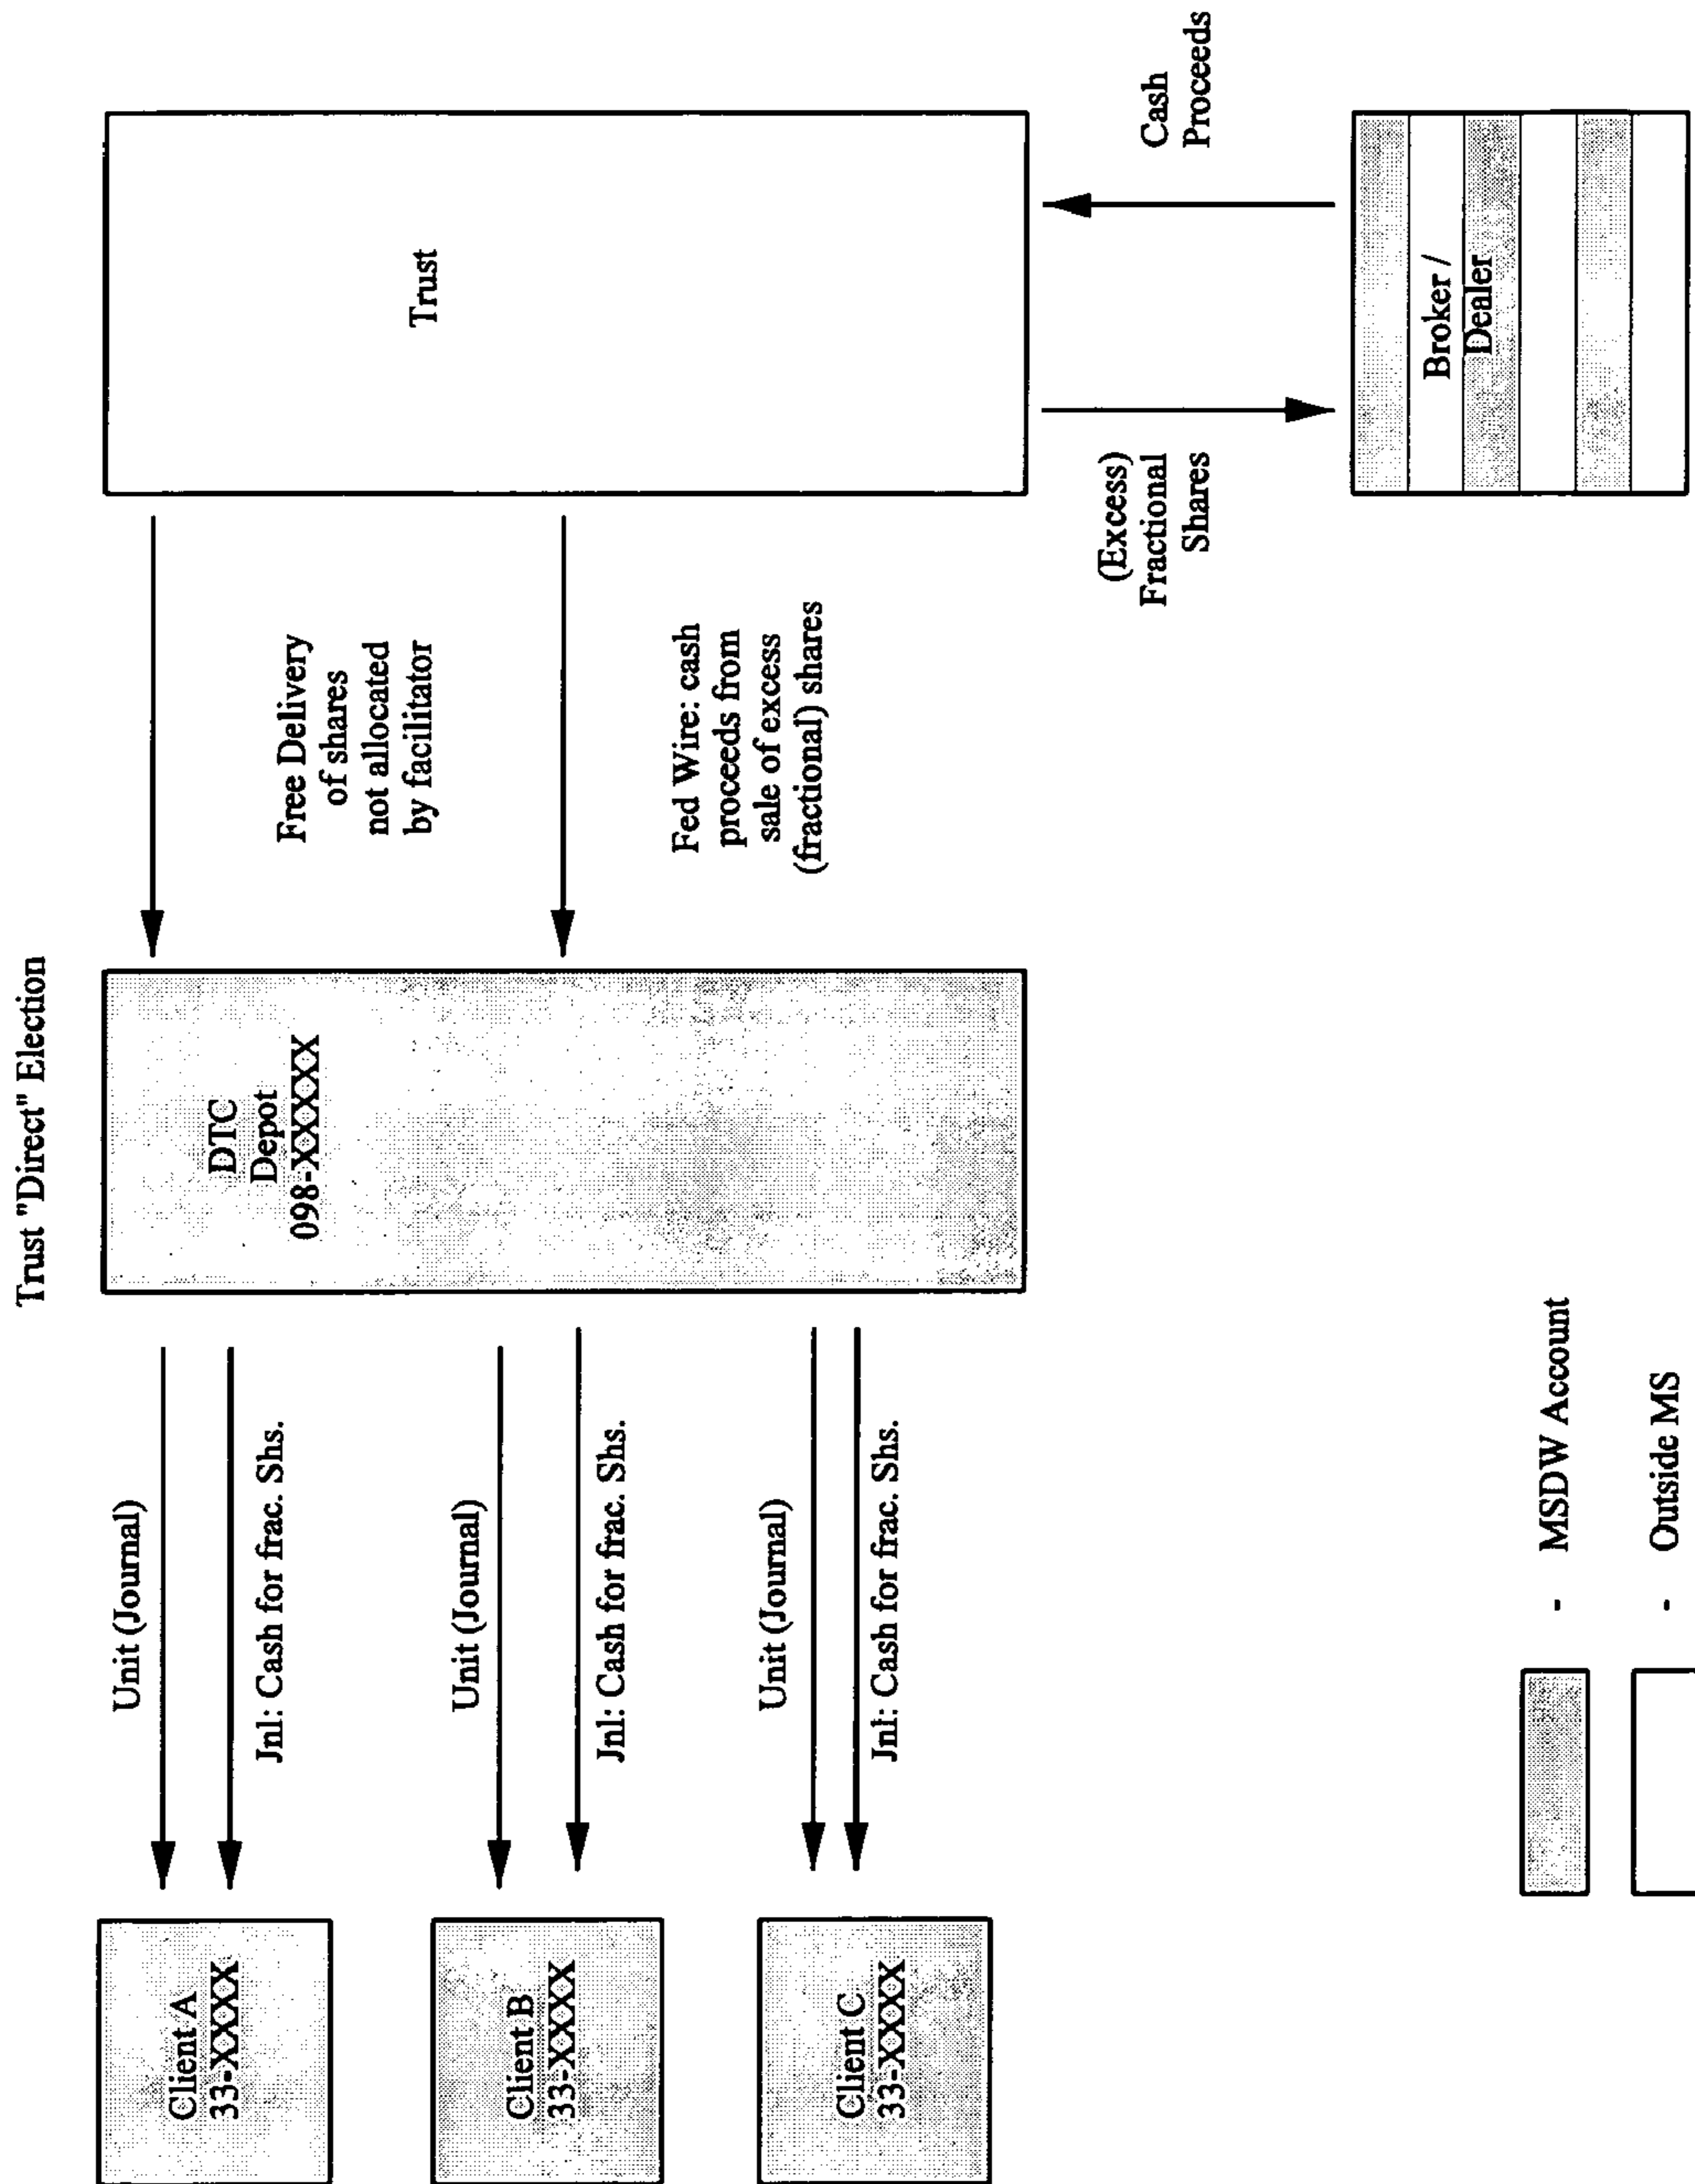 Trust "Direct" Election
Client A
33-XXXX
Unit (Journal)
Jnl: Cash for frac. Shs.
Client B
33-XXXX
Unit (Journal)
Jnl: Cash for frac. Shs.
Client C
33-XXXX
Unit (Journal)
Jnl: Cash for frac. Shs.
DTC
Depot
098-XXXXX
Free Delivery
of shares
not allocated
by facilitator
Fed Wire: cash
proceeds from
sale of excess
(fractional) shares
Trust
(Excess)
Fractional
Shares
Cash
Proceeds
Broker /
Dealer
- MSDW Account
- Outside MS